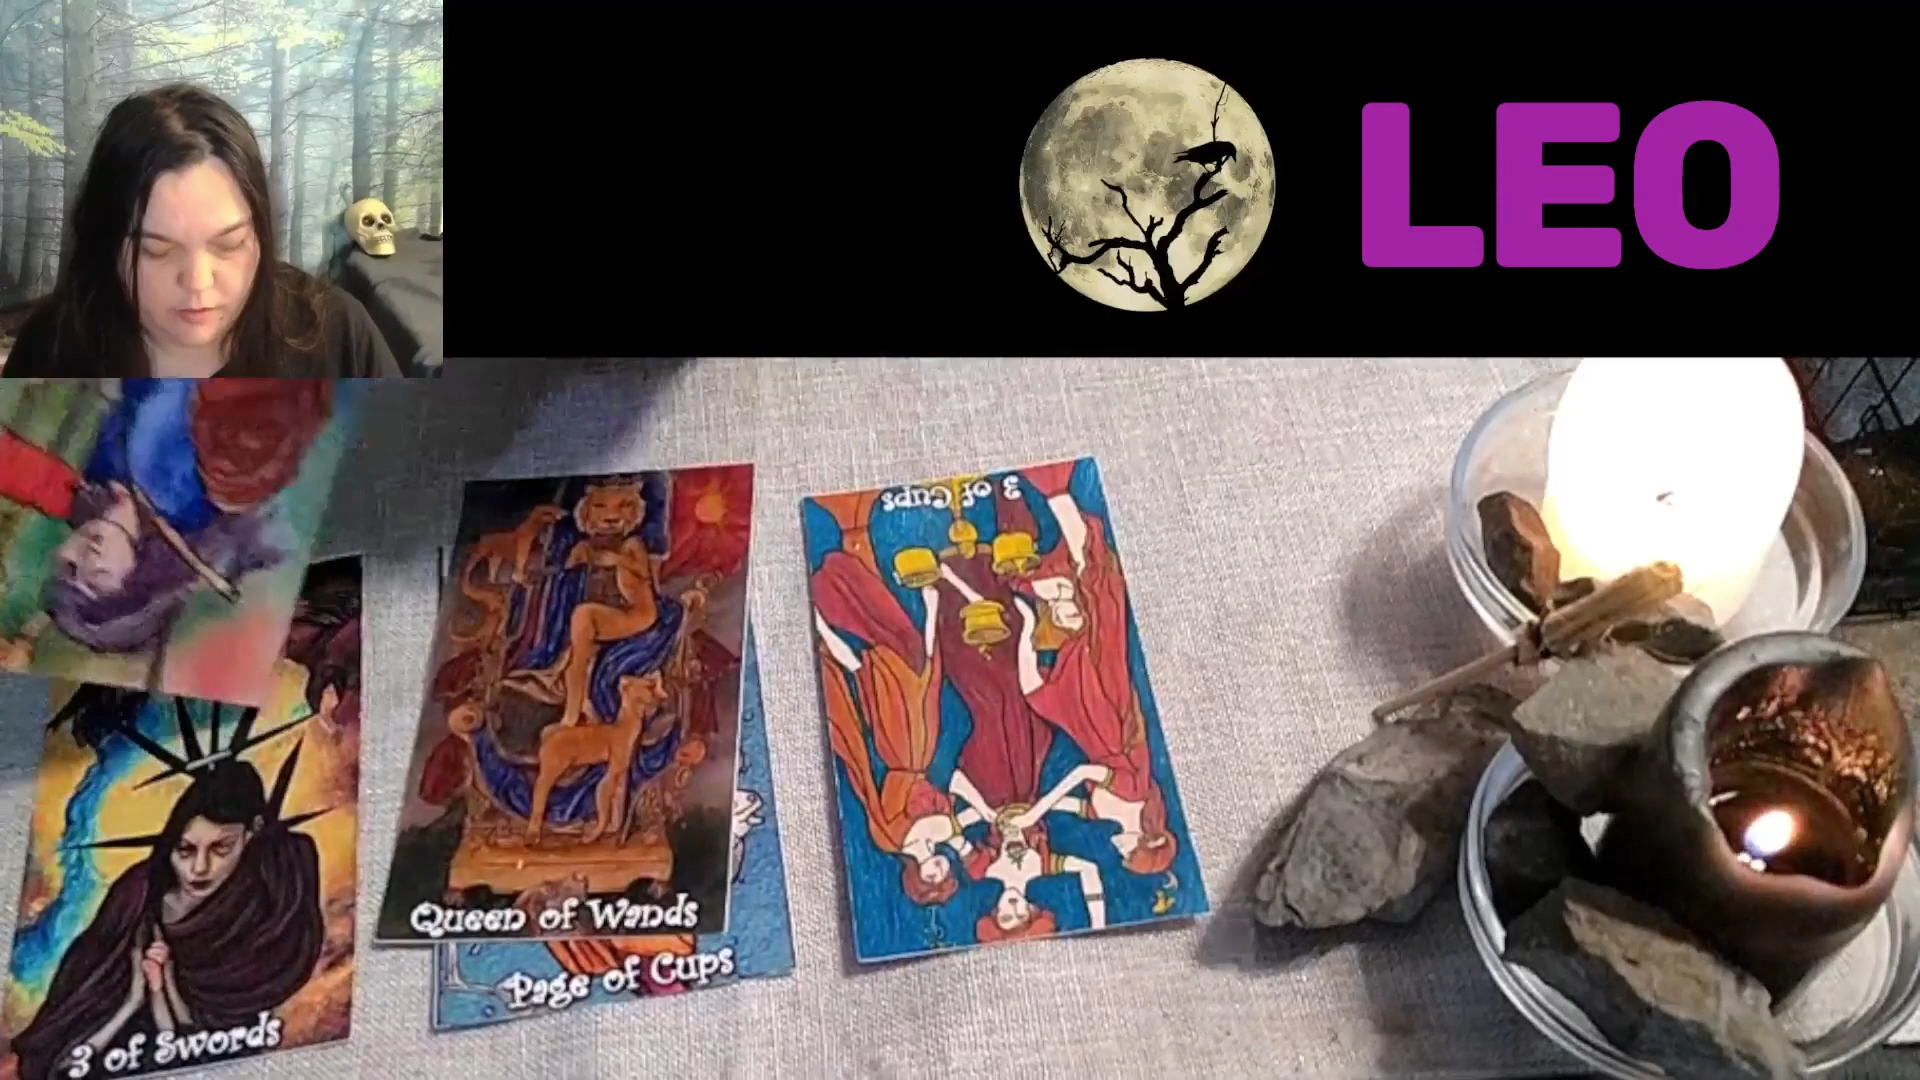 LEO
3 of Cups
Queen of Wands
Page of Cups
3 of Swords